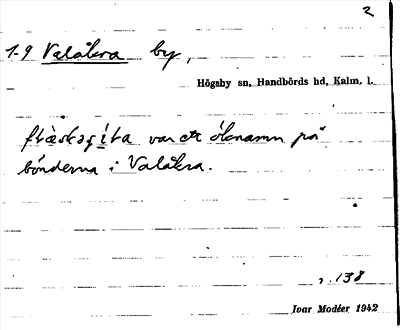 2
1-9 Valåkra by,
Högsby sn, Handbörds hd, Kalm. l.
var ett öknamn på
bönderna i Valåkra.
s. 138
Ivar Modéer 1942